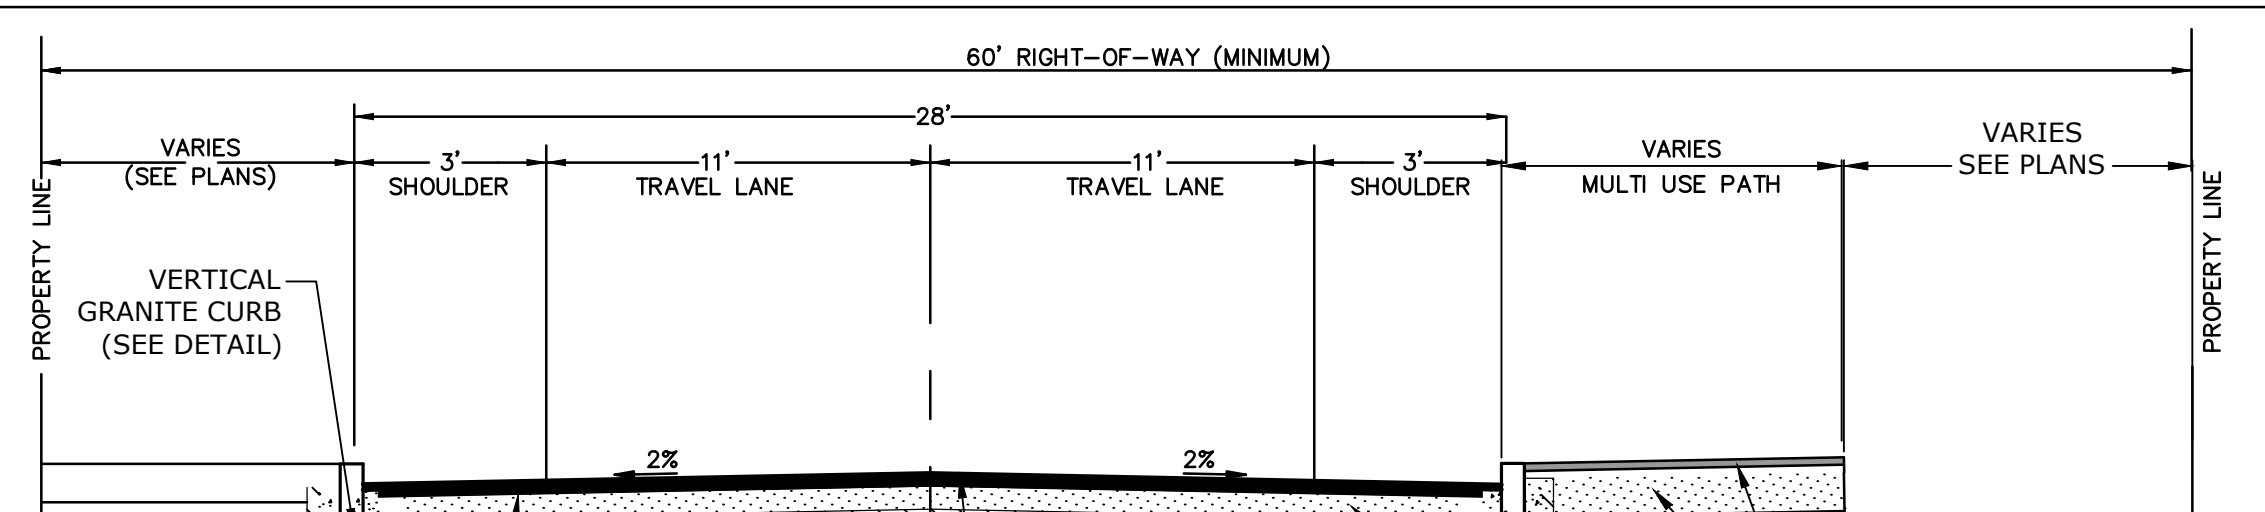 60' RIGHT-OF-WAY (MINIMUM)
28'
VARIES
(SEE PLANS)
3'
SHOULDER
11'
TRAVEL LANE
11'
TRAVEL LANE
3'
SHOULDER
VARIES
MULTI USE PATH
VARIES
SEE PLANS
PROPERTY LINE
PROPERTY LINE
VERTICAL
GRANITE CURB
(SEE DETAIL)
2%
2%